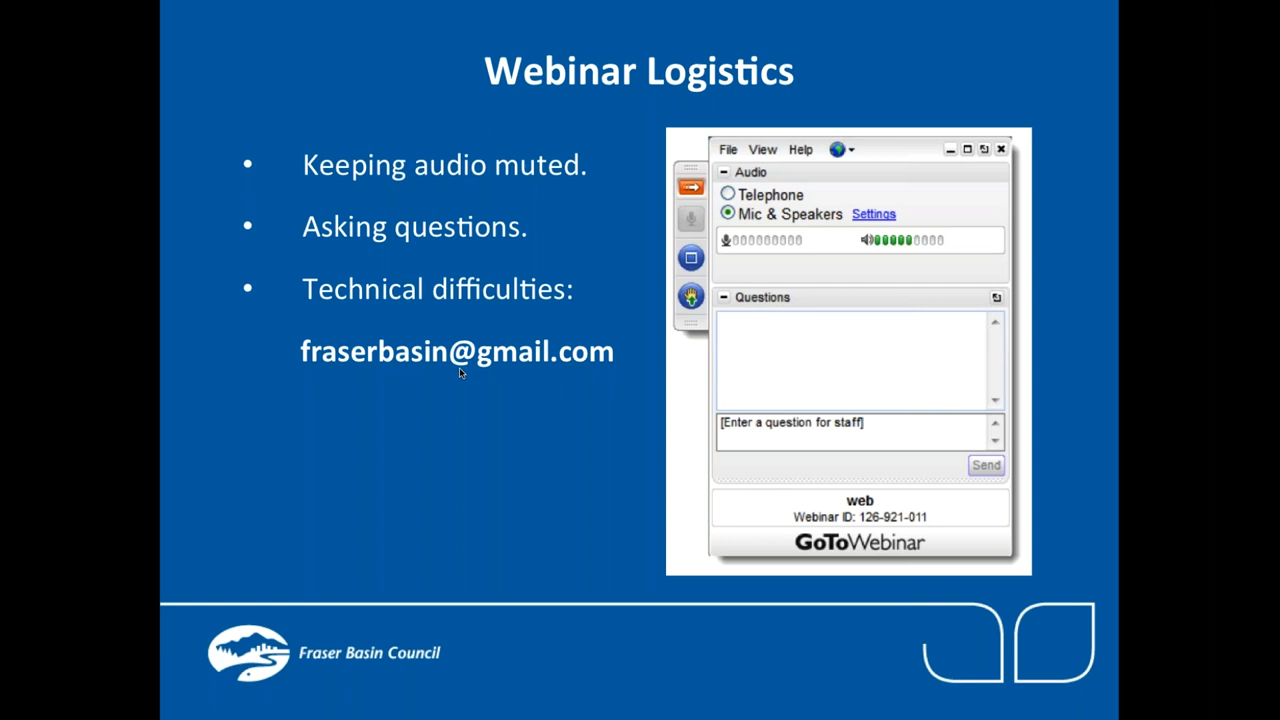 Webinar Logistics
• Keeping audio muted.
• Asking questions.
• Technical difficulties:
fraserbasin@gmail.com
File View Help
Audio
Telephone
Mic & Speakers Settings
Questions
[Enter a question for staff]
Send
web
Webinar ID: 126-921-011
GoToWebinar
Fraser Basin Council